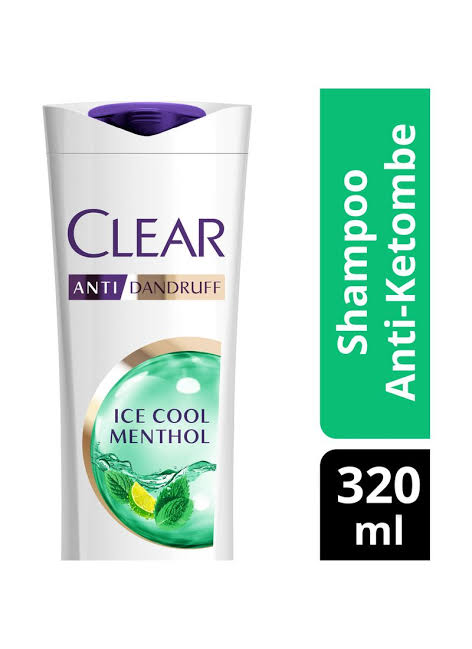 CLEAR
ANTI DANDRUFF
ICE COOL
MENTHOL
Shampoo
Anti-Ketombe
320
ml